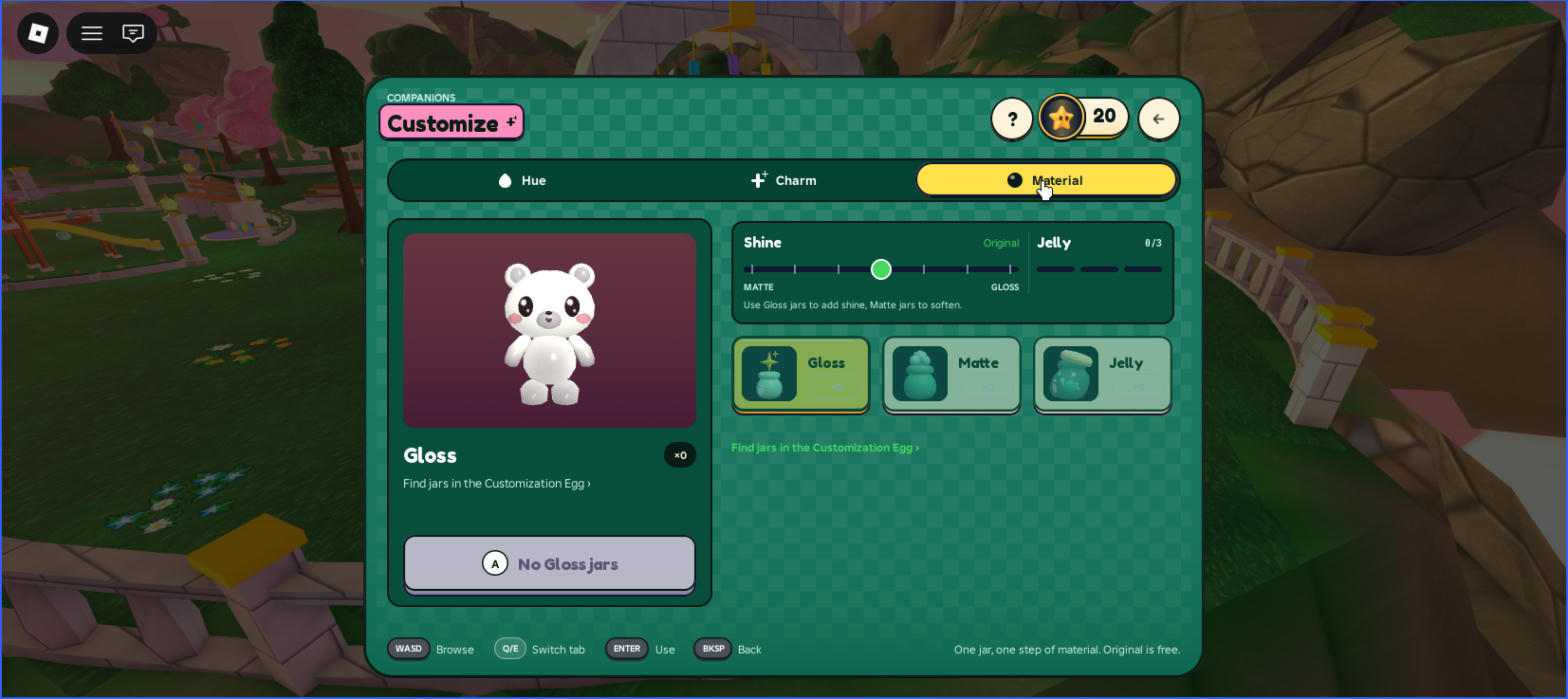 COMPANIONS
Customize
?
20
Hue
Charm
Material
Shine
Original
Jelly
0/3
MATTE
GLOSS
Use Gloss jars to add shine, Matte jars to soften.
Gloss
×0
Matte
×0
Jelly
×0
Find jars in the Customization Egg ›
Gloss
×0
Find jars in the Customization Egg ›
A No Gloss jars
WASD Browse
Q/E Switch tab
ENTER Use
BKSP Back
One jar, one step of material. Original is free.